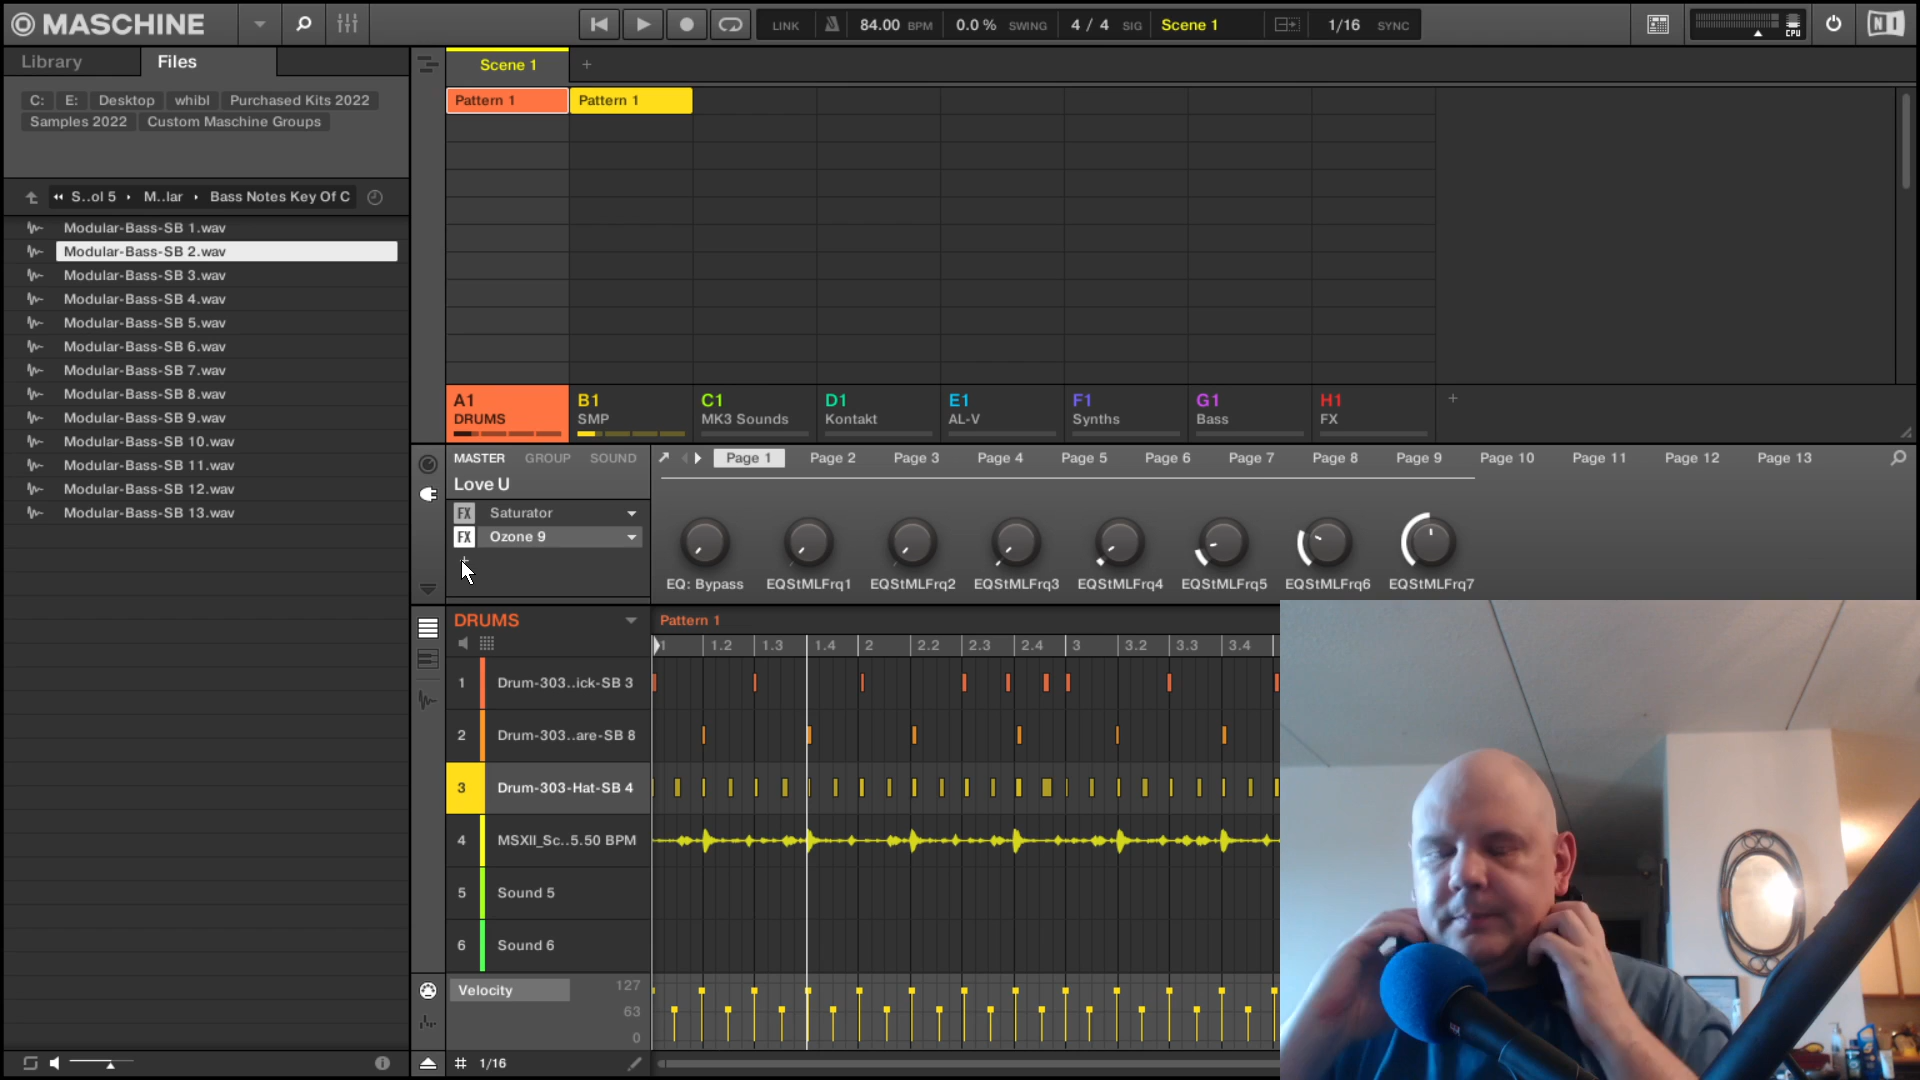 MASCHINE
LINK 84.00 BPM 0.0 % SWING 4 / 4 SIG Scene 1 1/16 SYNC
CPU
Library Files
C: E: Desktop whibl Purchased Kits 2022
Samples 2022 Custom Maschine Groups
S..ol 5 M..lar Bass Notes Key Of C
Modular-Bass-SB 1.wav
Modular-Bass-SB 2.wav
Modular-Bass-SB 3.wav
Modular-Bass-SB 4.wav
Modular-Bass-SB 5.wav
Modular-Bass-SB 6.wav
Modular-Bass-SB 7.wav
Modular-Bass-SB 8.wav
Modular-Bass-SB 9.wav
Modular-Bass-SB 10.wav
Modular-Bass-SB 11.wav
Modular-Bass-SB 12.wav
Modular-Bass-SB 13.wav
Scene 1 +
Pattern 1 Pattern 1
A1 B1 C1 D1 E1 F1 G1 H1 +
DRUMS SMP MK3 Sounds Kontakt AL-V Synths Bass FX
MASTER GROUP SOUND
Love U
FX Saturator
FX Ozone 9
+
Page 1 Page 2 Page 3 Page 4 Page 5 Page 6 Page 7 Page 8 Page 9 Page 10 Page 11 Page 12 Page 13
EQ: Bypass EQStMLFrq1 EQStMLFrq2 EQStMLFrq3 EQStMLFrq4 EQStMLFrq5 EQStMLFrq6 EQStMLFrq7
DRUMS
Pattern 1
1 1.2 1.3 1.4 2 2.2 2.3 2.4 3 3.2 3.3 3.4
1 Drum-303..ick-SB 3
2 Drum-303..are-SB 8
3 Drum-303-Hat-SB 4
4 MSXII_Sc..5.50 BPM
5 Sound 5
6 Sound 6
Velocity 127
63
0
# 1/16